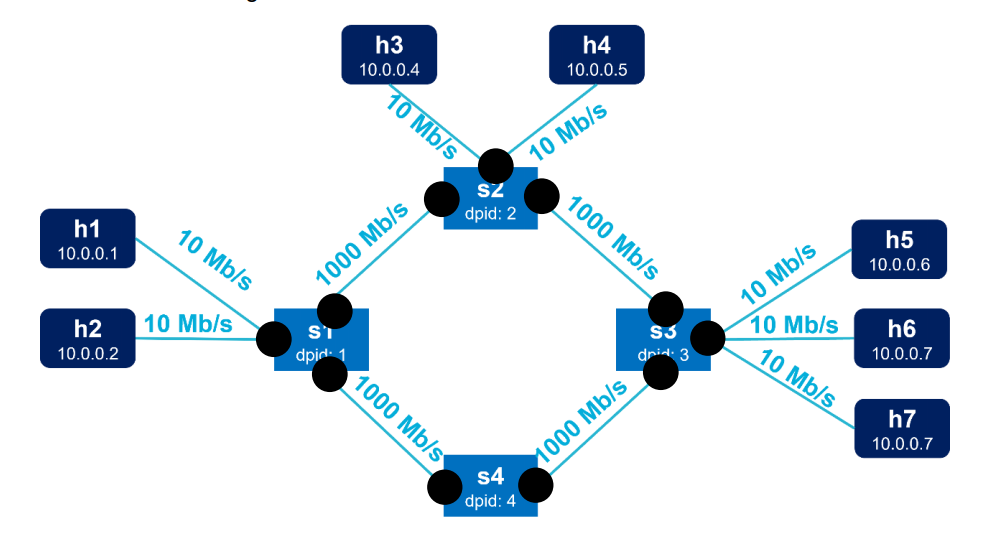 h3
10.0.0.4
h4
10.0.0.5
10 Mb/s
10 Mb/s
s2
dpid: 2
h1
10.0.0.1
10 Mb/s
1000 Mb/s
1000 Mb/s
h5
10.0.0.6
10 Mb/s
h2
10.0.0.2
10 Mb/s
s1
dpid: 1
s3
dpid: 3
10 Mb/s
h6
10.0.0.7
10 Mb/s
1000 Mb/s
1000 Mb/s
h7
10.0.0.7
s4
dpid: 4